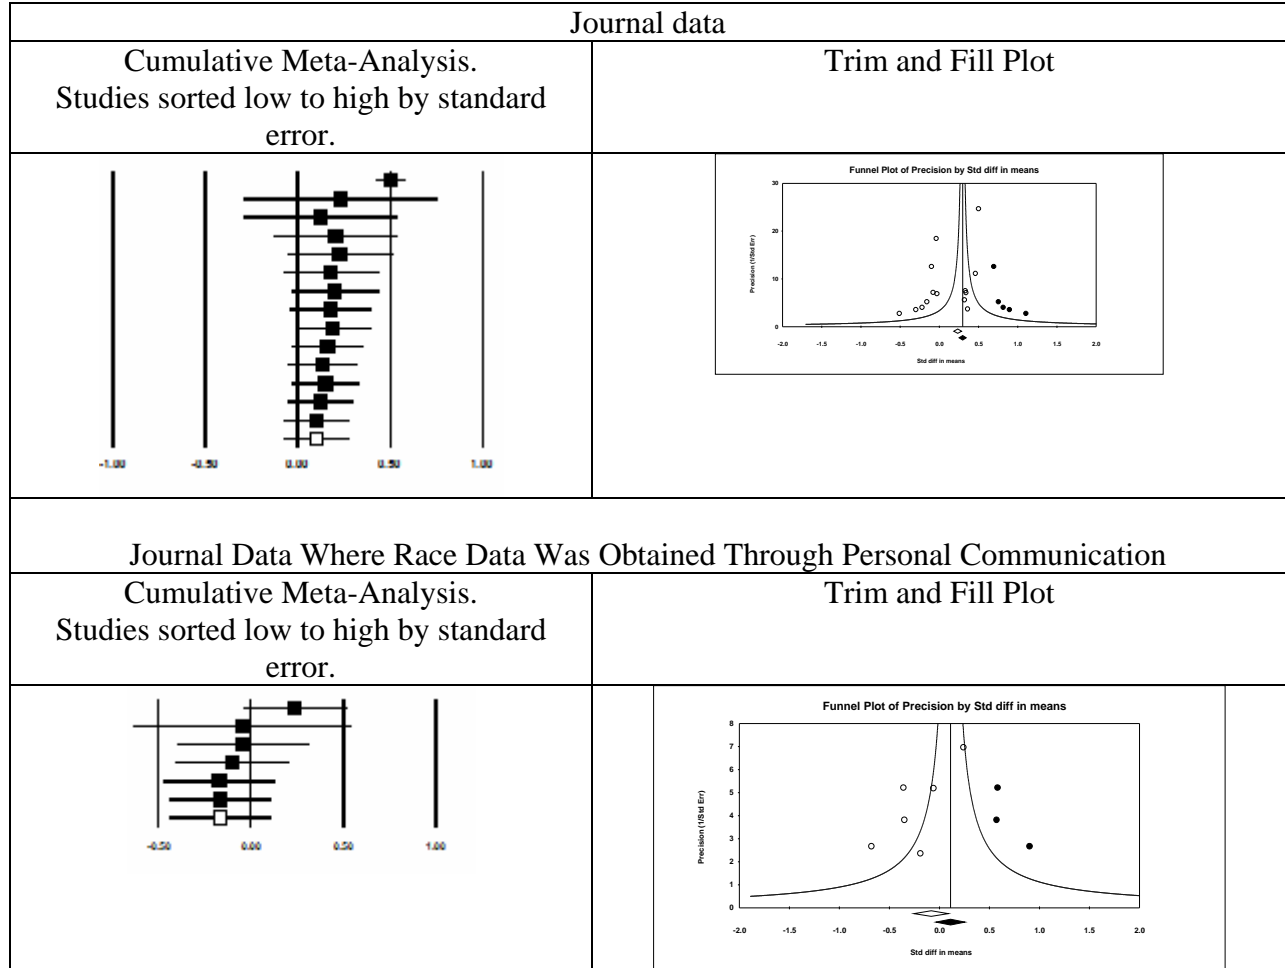 Journal data
Cumulative Meta-Analysis.
Studies sorted low to high by standard
error.
Trim and Fill Plot
-1.00 -0.50 0.00 0.50 1.00
Funnel Plot of Precision by Std diff in means
30
20
10
0
Precision (1/Std Err)
-2.0 -1.5 -1.0 -0.5 0.0 0.5 1.0 1.5 2.0
Std diff in means
Journal Data Where Race Data Was Obtained Through Personal Communication
Cumulative Meta-Analysis.
Studies sorted low to high by standard
error.
Trim and Fill Plot
-0.50 0.00 0.50 1.00
Funnel Plot of Precision by Std diff in means
8
7
6
5
4
3
2
1
0
Precision (1/Std Err)
-2.0 -1.5 -1.0 -0.5 0.0 0.5 1.0 1.5 2.0
Std diff in means